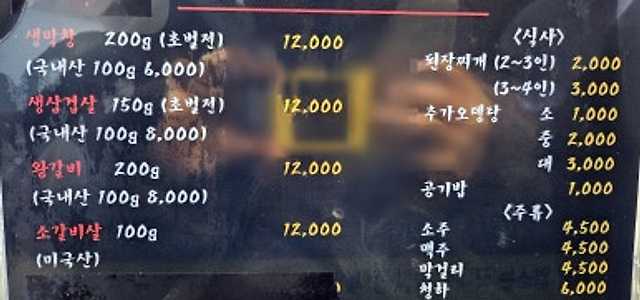 생막창 200g (초벌전) 12,000
(국내산 100g 6,000)
생삼겹살 150g (초벌전) 12,000
(국내산 100g 8,000)
왕갈비 200g 12,000
(국내산 100g 8,000)
소갈비살 100g 12,000
(미국산)
<식사>
된장찌개 (2~3인) 2,000
(3~4인) 3,000
추가오뎅탕 소 1,000
중 2,000
대 3,000
공기밥 1,000
<주류>
소주 4,500
맥주 4,500
막걸리 4,500
청하 6,000